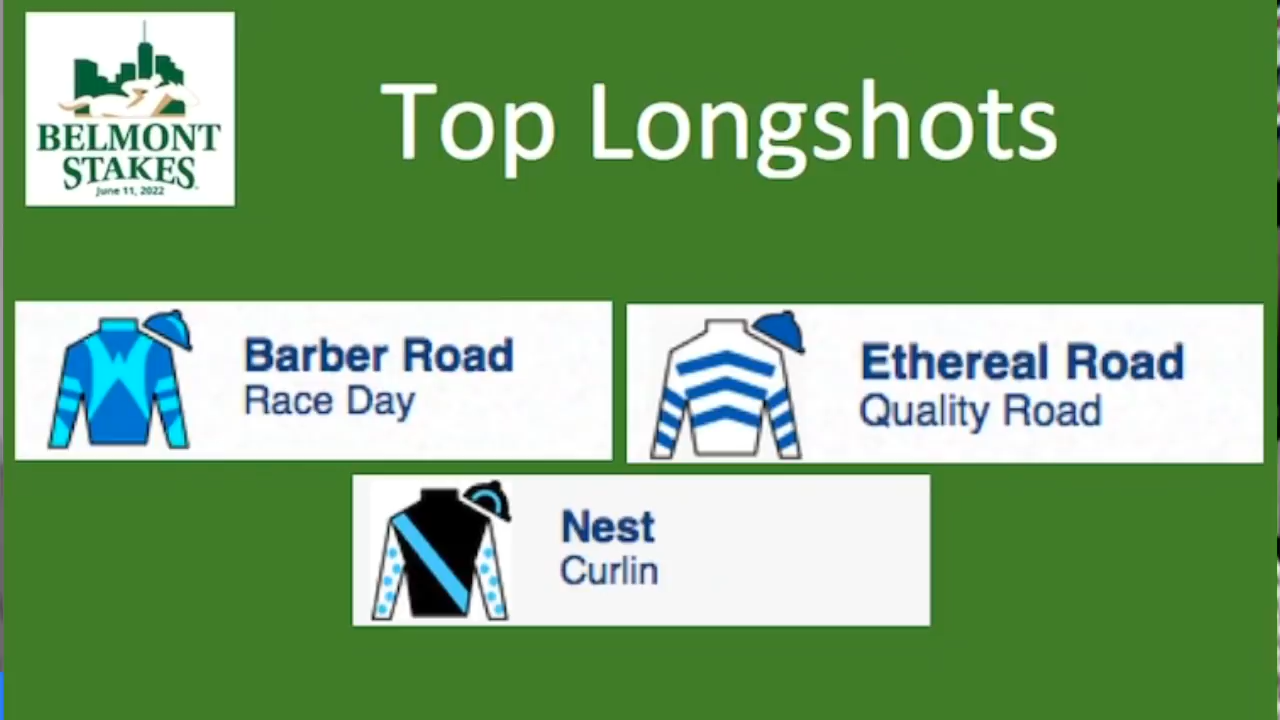 BELMONT
STAKES
June 11, 2022
Top Longshots
Barber Road
Race Day
Ethereal Road
Quality Road
Nest
Curlin